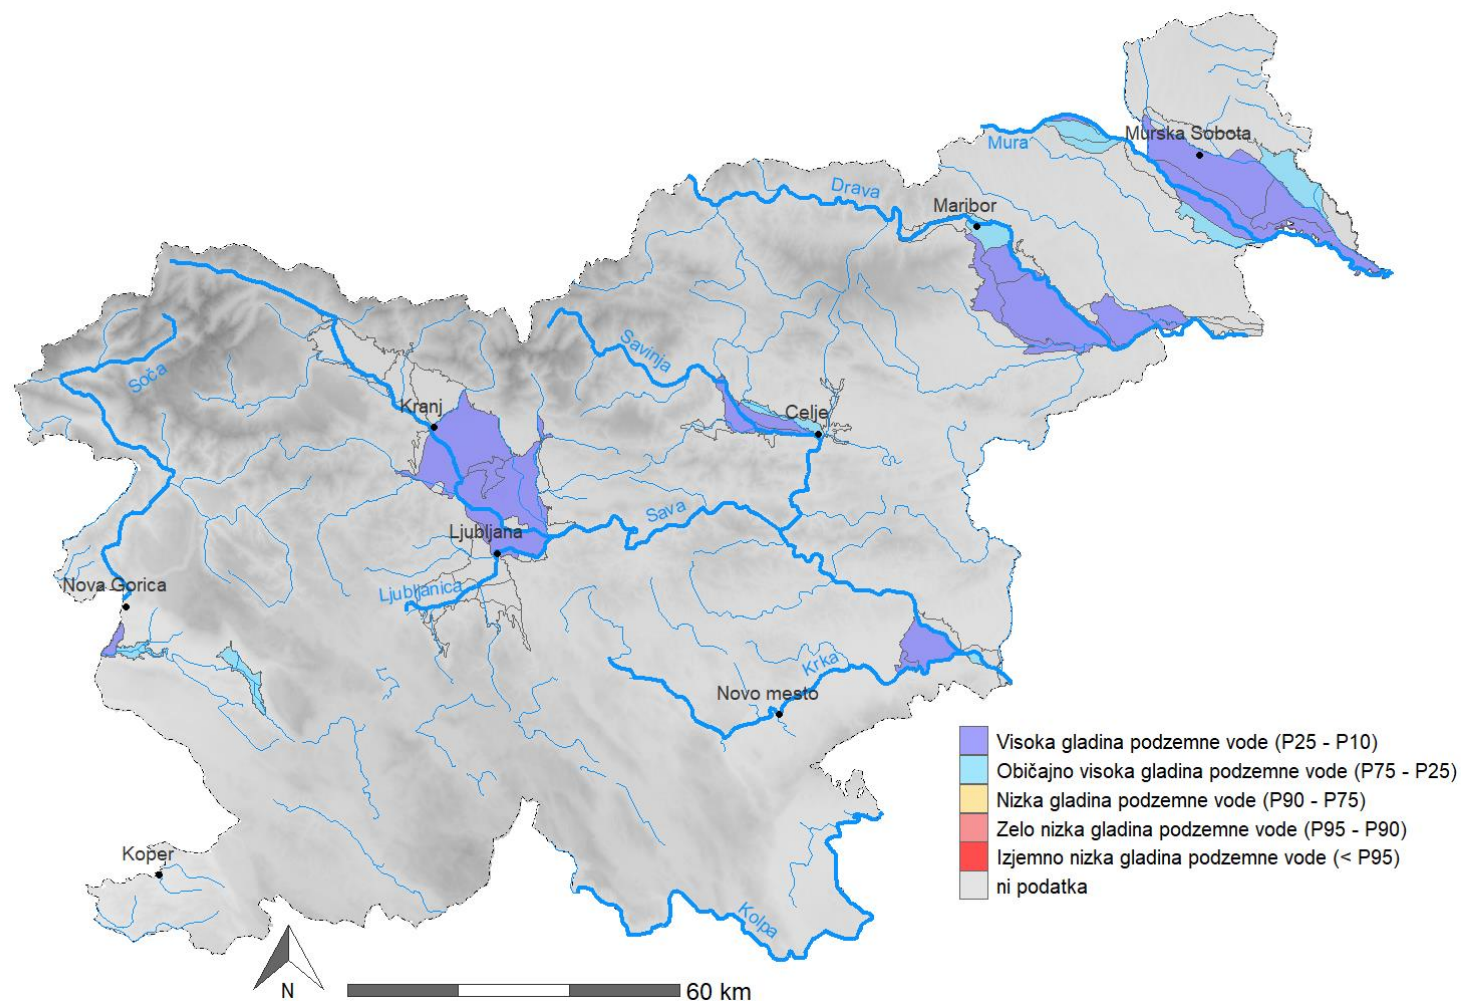 Murska Sobota
Mura
Drava
Maribor
Soča
Savinja
Kranj
Celje
Sava
Ljubljana
Nova Gorica
Ljubljanica
Krka
Novo mesto
Visoka gladina podzemne vode (P25 - P10)
Običajno visoka gladina podzemne vode (P75 - P25)
Nizka gladina podzemne vode (P90 - P75)
Zelo nizka gladina podzemne vode (P95 - P90)
Izjemno nizka gladina podzemne vode (< P95)
ni podatka
Koper
Kolpa
N
60 km